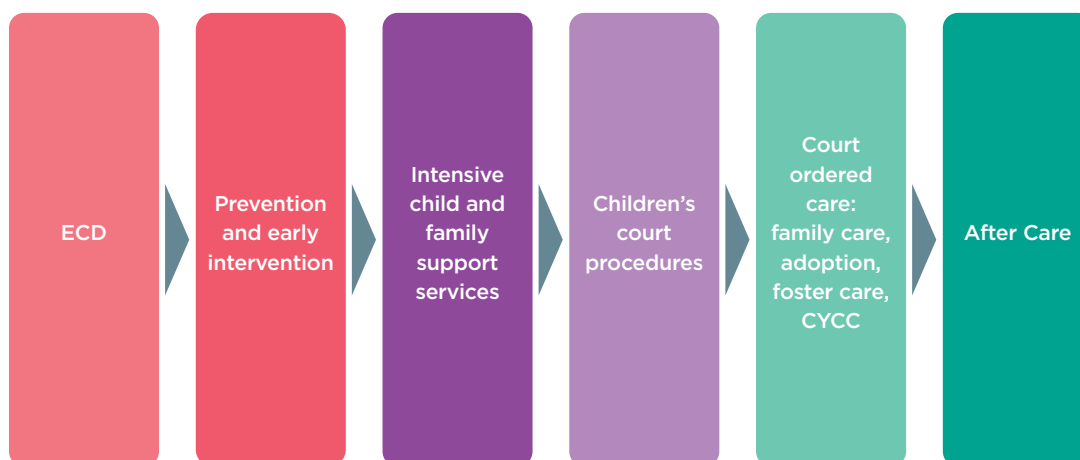 ECD
Prevention
and early
intervention
Intensive
child and
family
support
services
Children’s
court
procedures
Court
ordered
care:
family care,
adoption,
foster care,
CYCC
After Care